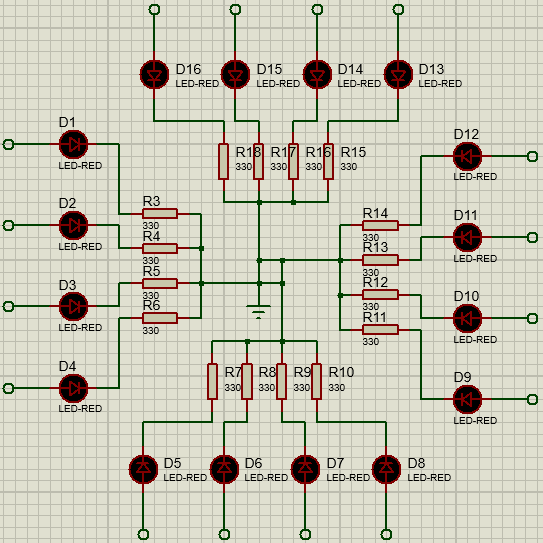 D16
LED-RED
D15
LED-RED
D14
LED-RED
D13
LED-RED
D1
LED-RED
D12
LED-RED
R18
330
R17
330
R16
330
R15
330
D2
LED-RED
R3
330
R4
330
R5
330
R6
330
R14
330
R13
330
R12
330
R11
330
D11
LED-RED
D3
LED-RED
D10
LED-RED
D4
LED-RED
R7
330
R8
330
R9
330
R10
330
D9
LED-RED
D5
LED-RED
D6
LED-RED
D7
LED-RED
D8
LED-RED